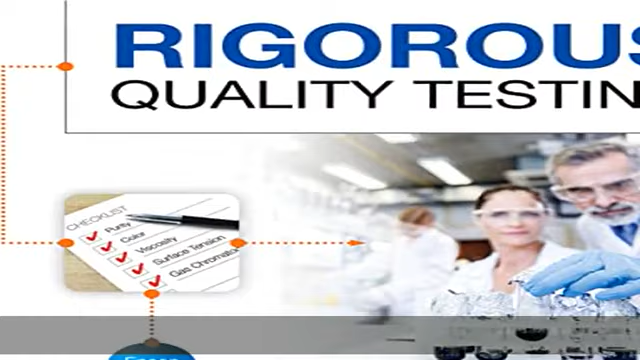 RIGOROUS
QUALITY TESTIN
CHECKLIST
Purity
Color
Viscosity
Surface Tension
Gas Chromato